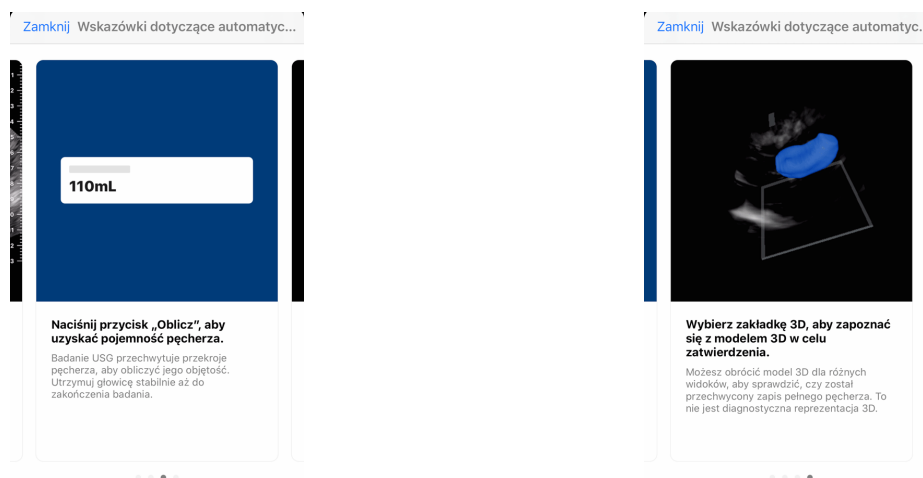 Zamknij Wskazówki dotyczące automatyc...
110mL
Naciśnij przycisk „Oblicz”, aby
uzyskać pojemność pęcherza.
Badanie USG przechwytuje przekroje
pęcherza, aby obliczyć jego objętość.
Utrzymuj głowicę stabilnie aż do
zakończenia badania.
Zamknij Wskazówki dotyczące automatyc.
Wybierz zakładkę 3D, aby zapoznać
się z modelem 3D w celu
zatwierdzenia.
Możesz obrócić model 3D dla różnych
widoków, aby sprawdzić, czy został
przechwycony zapis pełnego pęcherza. To
nie jest diagnostyczna reprezentacja 3D.